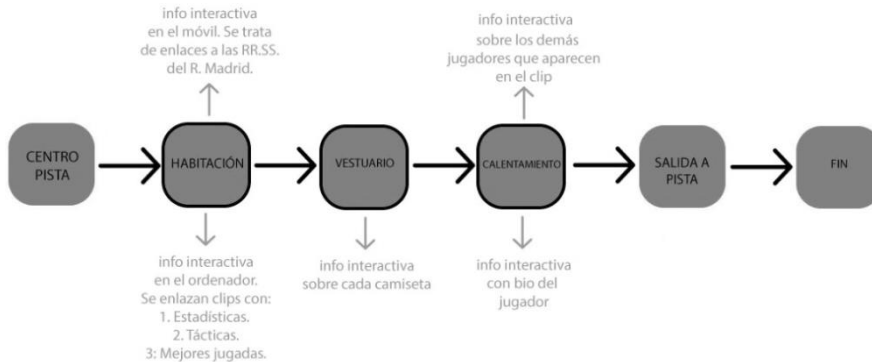 info interactiva
en el móvil. Se trata
de enlaces a las RR.SS.
del R. Madrid.
info interactiva
sobre los demás
jugadores que aparecen
en el clip
CENTRO
PISTA
HABITACIÓN
VESTUARIO
CALENTAMIENTO
SALIDA A
PISTA
FIN
info interactiva
en el ordenador.
Se enlazan clips con:
1. Estadísticas.
2. Tácticas.
3: Mejores jugadas.
info interactiva
sobre cada camiseta
info interactiva
con bio del
jugador